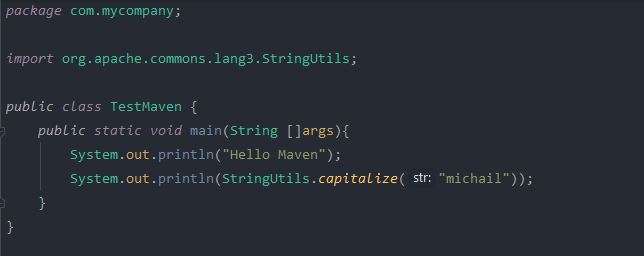 package com.mycompany;
import org.apache.commons.lang3.StringUtils;
public class TestMaven {
public static void main(String []args){
System.out.println("Hello Maven");
System.out.println(StringUtils.capitalize( str: "michail"));
}
}